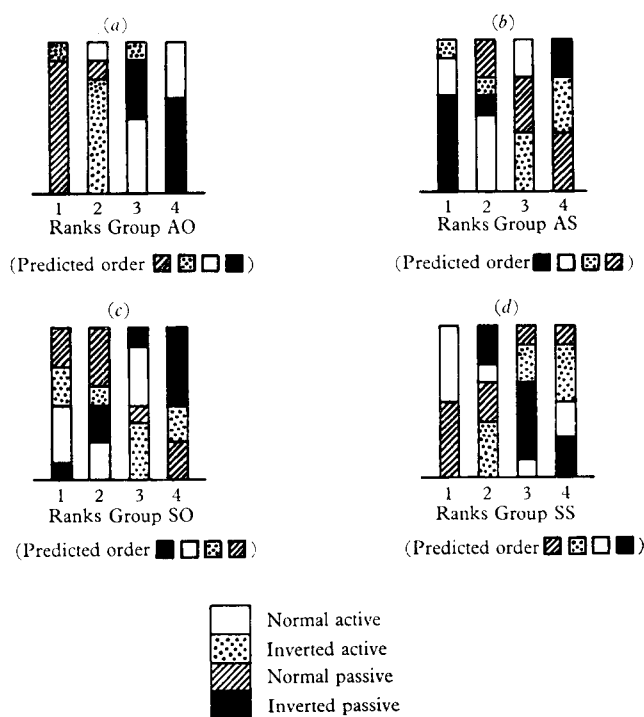 (a)
1 2 3 4
Ranks Group AO
(Predicted order )
(b)
1 2 3 4
Ranks Group AS
(Predicted order )
(c)
1 2 3 4
Ranks Group SO
(Predicted order )
(d)
1 2 3 4
Ranks Group SS
(Predicted order )
Normal active
Inverted active
Normal passive
Inverted passive